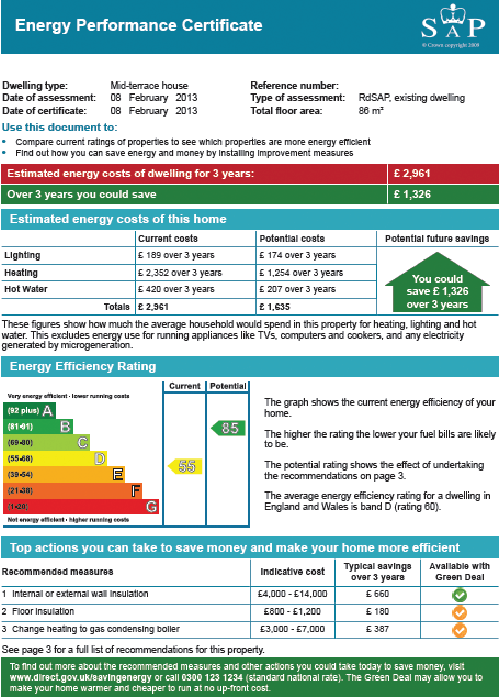 Energy Performance Certificate
SAP
© Crown copyright 2009
Dwelling type: Mid-terrace house Reference number:
Date of assessment: 08 February 2013 Type of assessment: RdSAP, existing dwelling
Date of certificate: 08 February 2013 Total floor area: 86 m²
Use this document to:
• Compare current ratings of properties to see which properties are more energy efficient
• Find out how you can save energy and money by installing improvement measures
Estimated energy costs of dwelling for 3 years: £ 2,961
Over 3 years you could save £ 1,326
Estimated energy costs of this home
Current costs Potential costs Potential future savings
Lighting £ 189 over 3 years £ 174 over 3 years
Heating £ 2,352 over 3 years £ 1,254 over 3 years
Hot Water £ 420 over 3 years £ 207 over 3 years
Totals £ 2,961 £ 1,635
You could
save £ 1,326
over 3 years
These figures show how much the average household would spend in this property for heating, lighting and hot
water. This excludes energy use for running appliances like TVs, computers and cookers, and any electricity
generated by microgeneration.
Energy Efficiency Rating
Current Potential
Very energy efficient - lower running costs
(92 plus) A
(81-91) B
(69-80) C
(55-68) D
(39-54) E
(21-38) F
(1-20) G
Not energy efficient - higher running costs
55
85
The graph shows the current energy efficiency of your
home.
The higher the rating the lower your fuel bills are likely
to be.
The potential rating shows the effect of undertaking
the recommendations on page 3.
The average energy efficiency rating for a dwelling in
England and Wales is band D (rating 60).
Top actions you can take to save money and make your home more efficient
Recommended measures Indicative cost Typical savings over 3 years Available with Green Deal
1 Internal or external wall insulation £4,000 - £14,000 £ 560
2 Floor insulation £800 - £1,200 £ 180
3 Change heating to gas condensing boiler £3,000 - £7,000 £ 387
See page 3 for a full list of recommendations for this property.
To find out more about the recommended measures and other actions you could take today to save money, visit
www.direct.gov.uk/savingenergy or call 0300 123 1234 (standard national rate). The Green Deal may allow you to
make your home warmer and cheaper to run at no up-front cost.